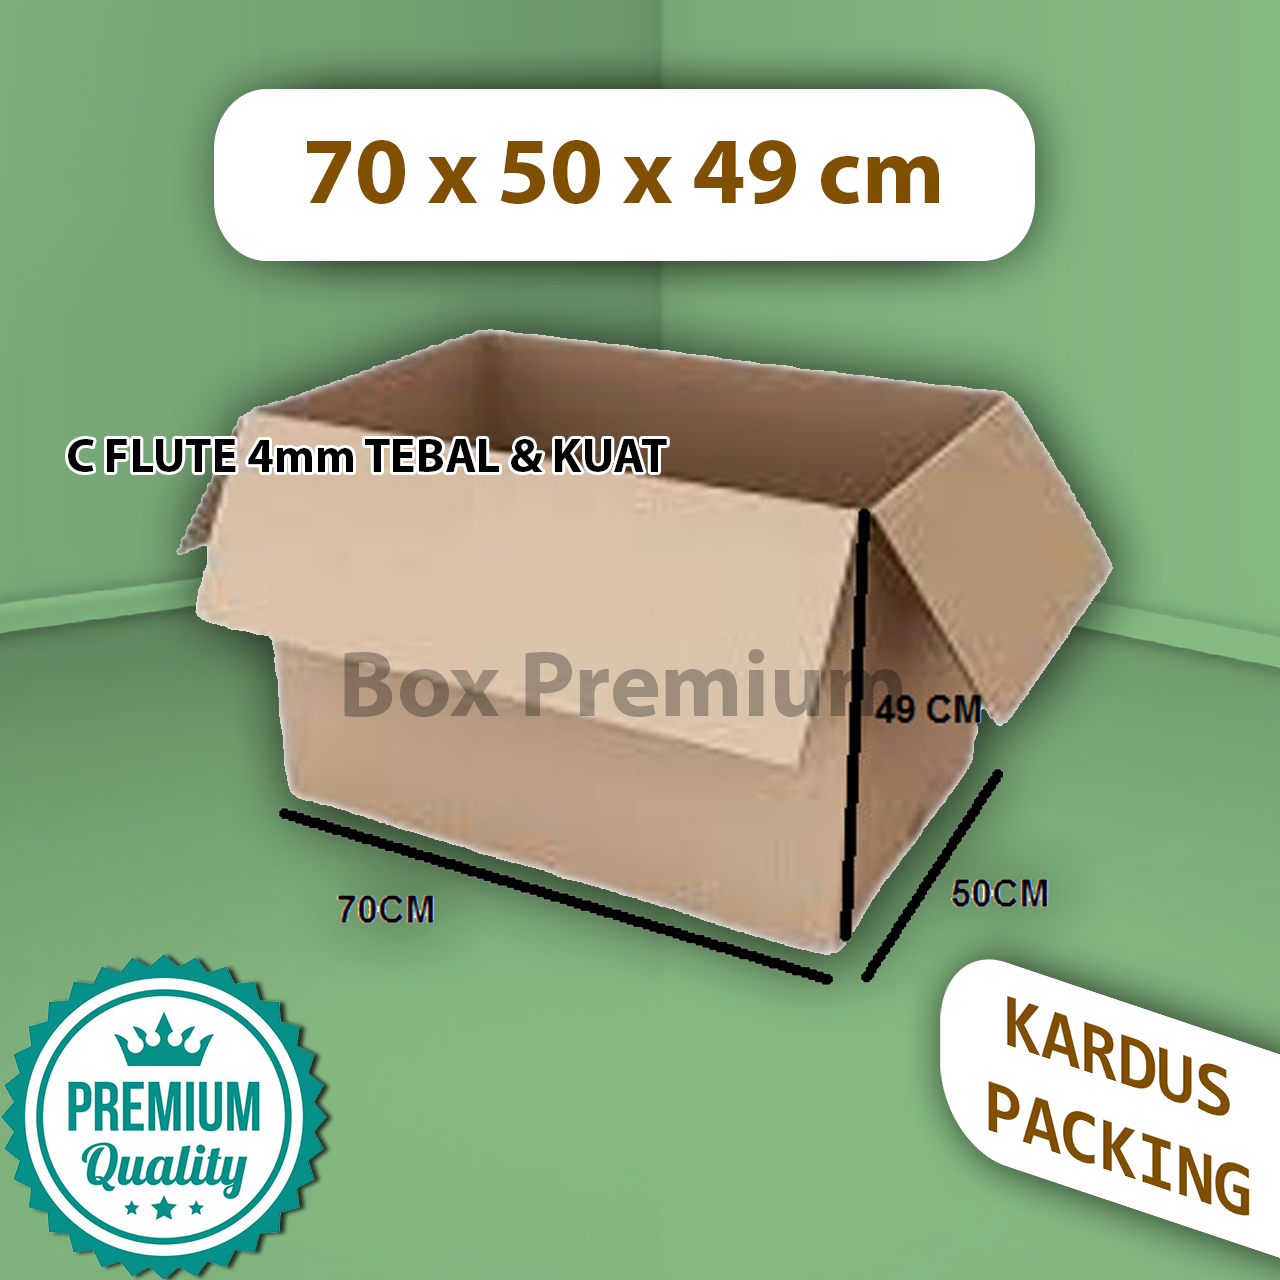 70 x 50 x 49 cm
C FLUTE 4mm TEBAL & KUAT
Box Premium
49 CM
50CM
70CM
PREMIUM
Quality
KARDUS
PACKING